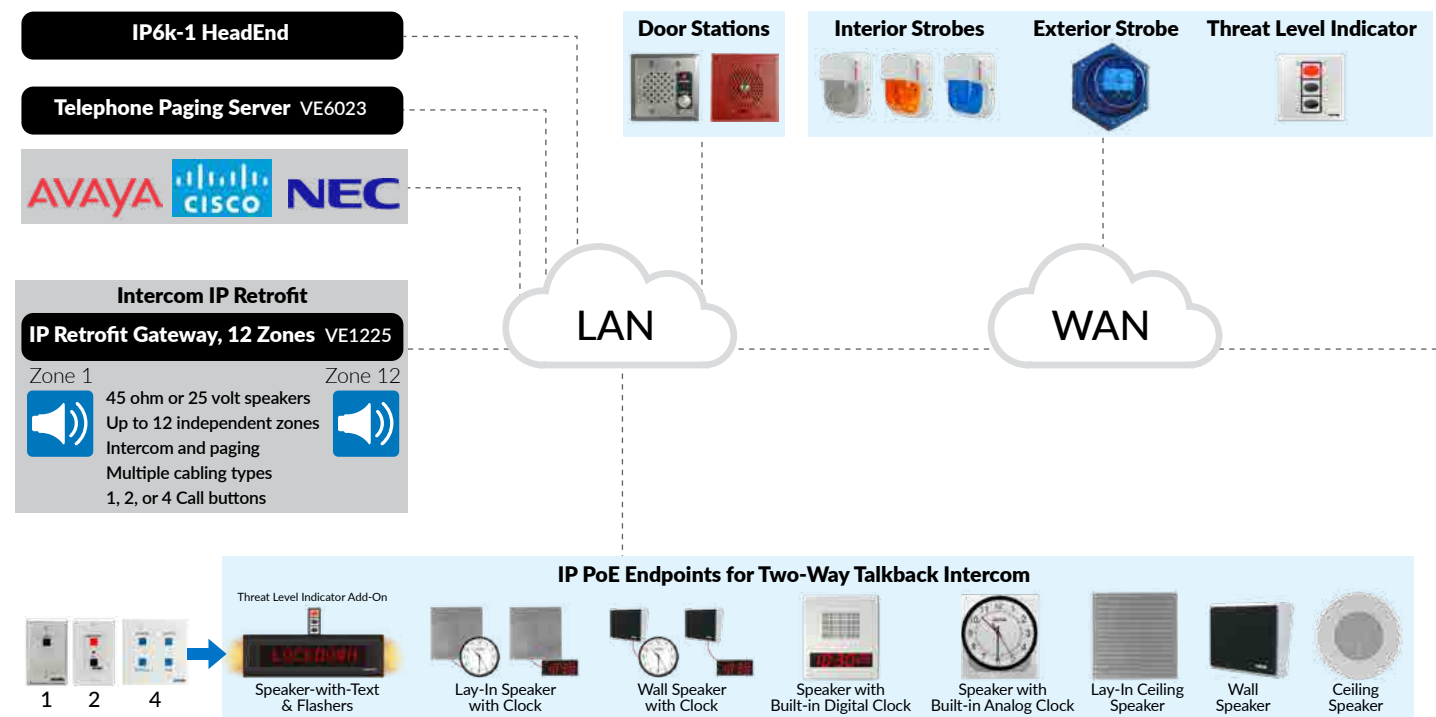 IP6k-1 HeadEnd
Telephone Paging Server VE6023
AVAYA
cisco
NEC
Door Stations
Interior Strobes
Exterior Strobe
Threat Level Indicator
LAN
WAN
Intercom IP Retrofit
IP Retrofit Gateway, 12 Zones VE1225
Zone 1
Zone 12
45 ohm or 25 volt speakers
Up to 12 independent zones
Intercom and paging
Multiple cabling types
1, 2, or 4 Call buttons
1
2
4
IP PoE Endpoints for Two-Way Talkback Intercom
Threat Level Indicator Add-On
LOCKDOWN
Speaker-with-Text
& Flashers
Lay-In Speaker
with Clock
Wall Speaker
with Clock
Speaker with
Built-in Digital Clock
Speaker with
Built-in Analog Clock
Lay-In Ceiling
Speaker
Wall
Speaker
Ceiling
Speaker